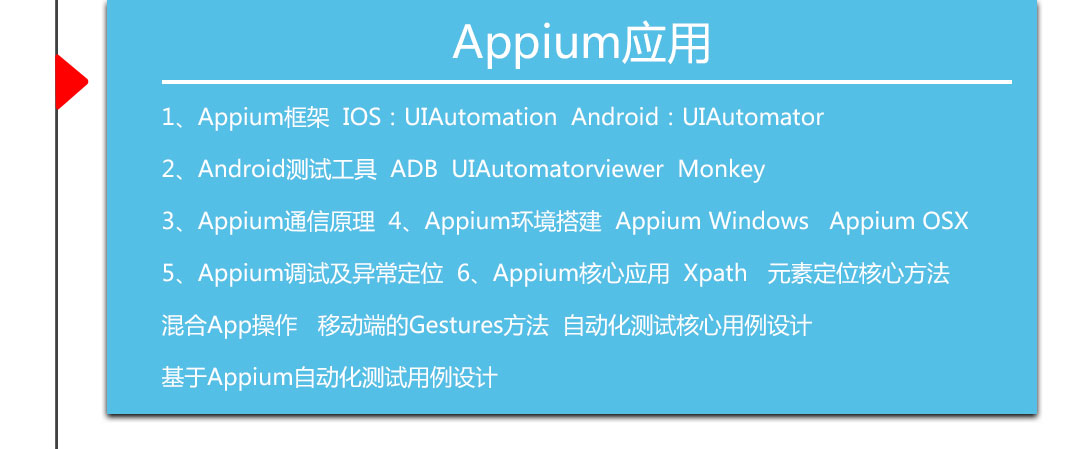 Appium应用
1、Appium框架 IOS：UIAutomation Android：UIAutomator
2、Android测试工具 ADB UIAutomatorviewer Monkey
3、Appium通信原理 4、Appium环境搭建 Appium Windows Appium OSX
5、Appium调试及异常定位 6、Appium核心应用 Xpath 元素定位核心方法
混合App操作 移动端的Gestures方法 自动化测试核心用例设计
基于Appium自动化测试用例设计